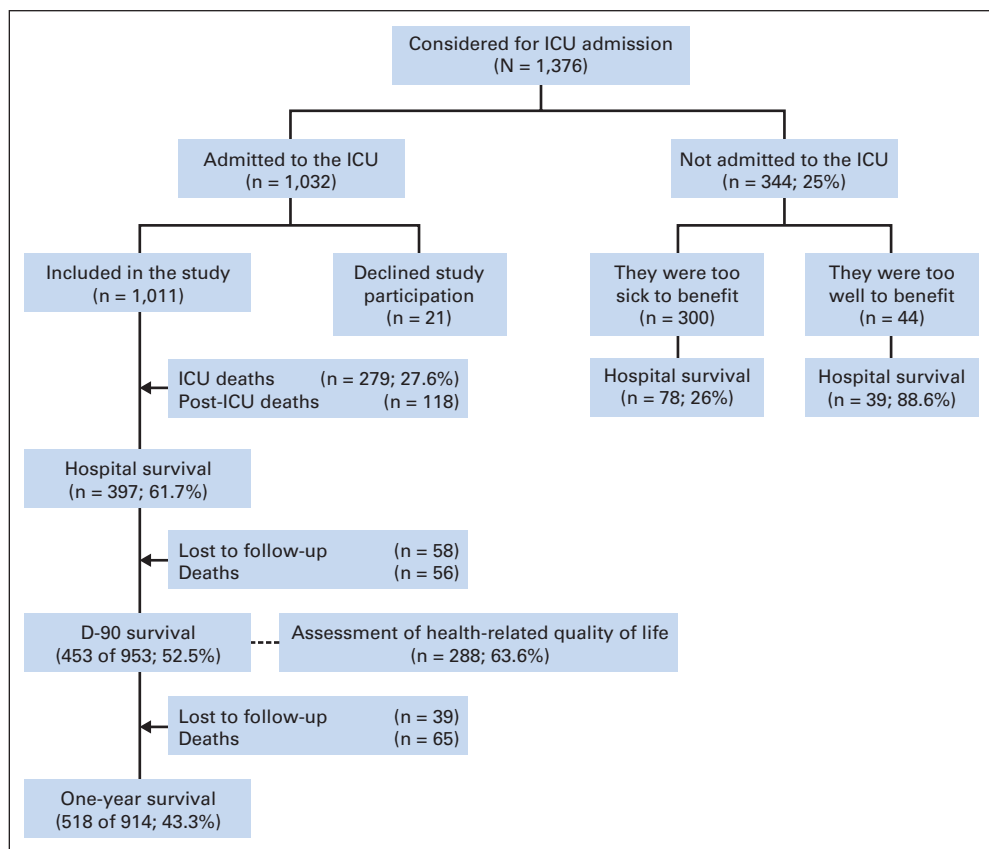 Considered for ICU admission
(N = 1,376)
Admitted to the ICU
(n = 1,032)
Not admitted to the ICU
(n = 344; 25%)
Included in the study
(n = 1,011)
Declined study
participation
(n = 21)
They were too
sick to benefit
(n = 300)
They were too
well to benefit
(n = 44)
Hospital survival
(n = 78; 26%)
Hospital survival
(n = 39; 88.6%)
ICU deaths (n = 279; 27.6%)
Post-ICU deaths (n = 118)
Hospital survival
(n = 397; 61.7%)
Lost to follow-up (n = 58)
Deaths (n = 56)
D-90 survival
(453 of 953; 52.5%)
Assessment of health-related quality of life
(n = 288; 63.6%)
Lost to follow-up (n = 39)
Deaths (n = 65)
One-year survival
(518 of 914; 43.3%)